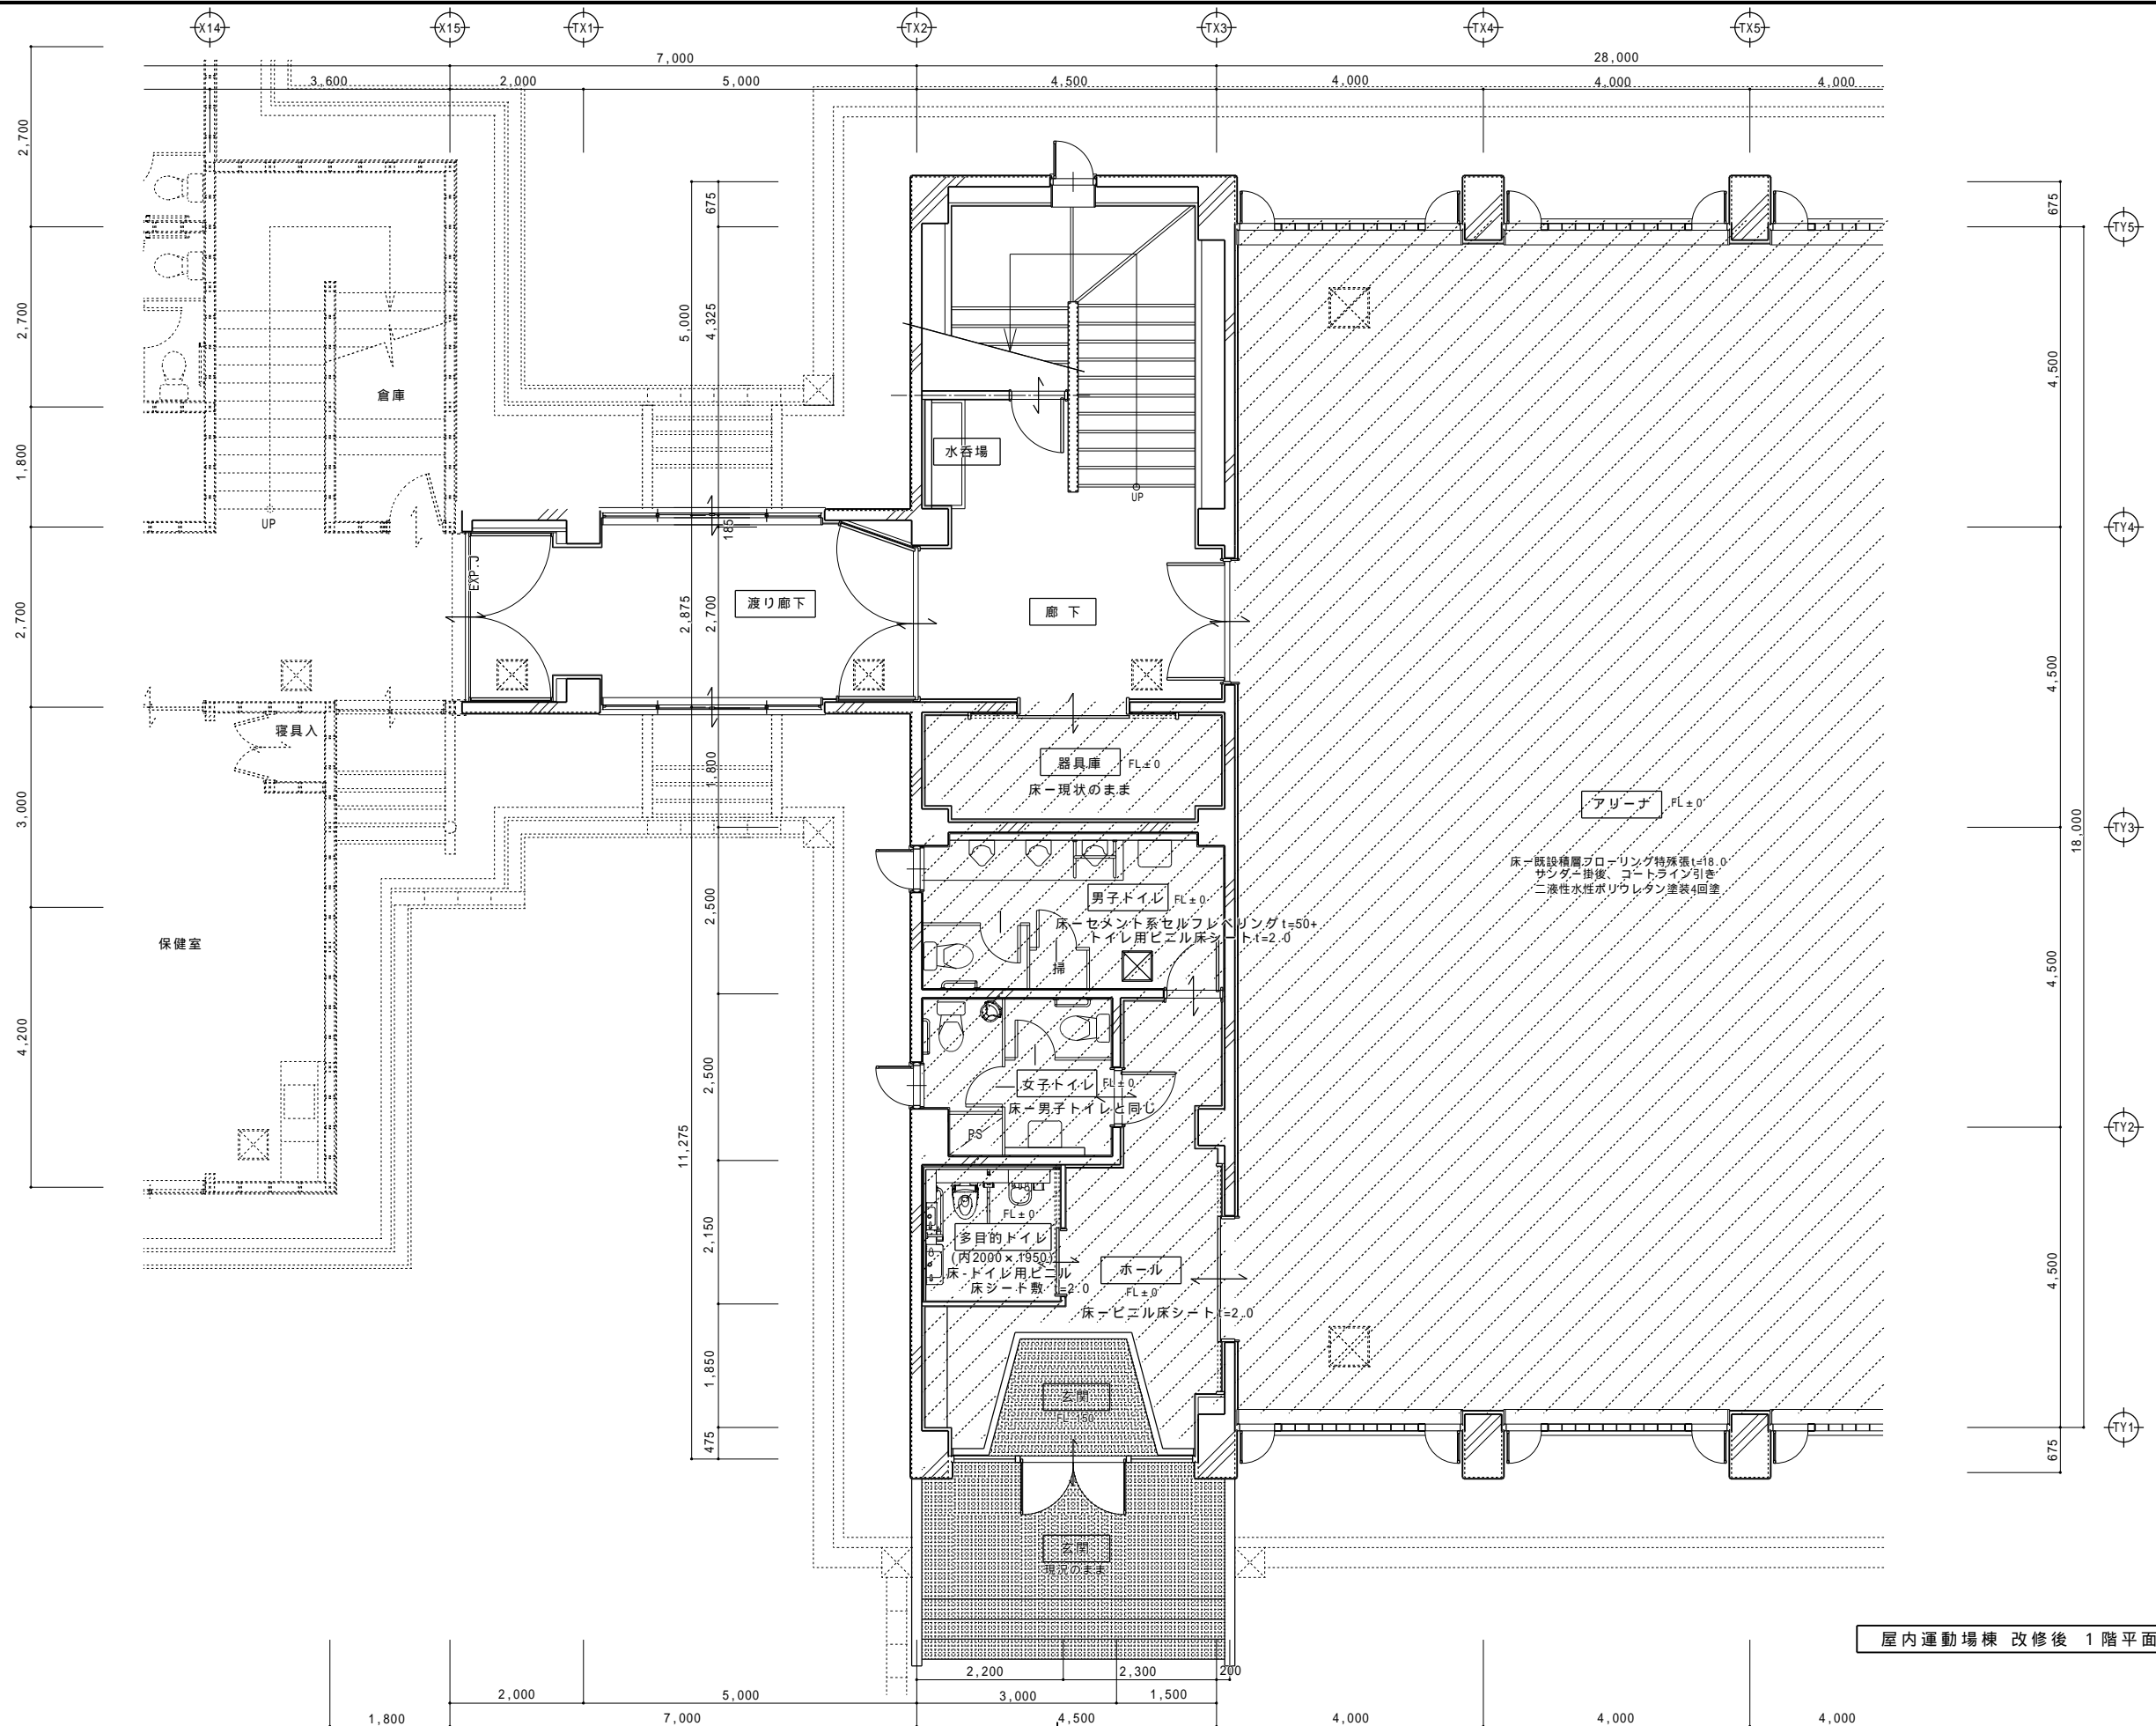 X14 X15 TX1 TX2 TX3 TX4 TX5
7,000 28,000
3,600 2,000 5,000 4,500 4,000 4,000 4,000
2,700
2,700
1,800
2,700
3,000
4,200
675
5,000
4,325
185
2,875
2,700
1,800
2,500
2,500
11,275
2,150
1,850
475
675
4,500
4,500
18,000
4,500
4,500
675
TY5
TY4
TY3
TY2
TY1
倉庫
UP
水呑場
UP
EXP.J
渡り廊下
廊 下
寝具入
保健室
器具庫 FL±0
床ー現状のまま
アリーナ FL±0
床ー既設積層フローリング特殊張t=18.0
サンダー掛後、コートライン引き
二液性水性ポリウレタン塗装4回塗
男子トイレ FL±0
床ーセメント系セルフレベリングt=50+
トイレ用ビニル床シートt=2.0
掃
女子トイレ FL±0
床ー男子トイレと同じ
PS
FL±0
多目的トイレ
(内2000×1950)
床-トイレ用ビニル
床シート敷 t=2.0
ホール
FL±0
床ービニル床シートt=2.0
玄関
FL-150
玄関
現況のまま
屋内運動場棟 改修後 1階平面
2,200 2,300 200
2,000 5,000 3,000 1,500
1,800 7,000 4,500 4,000 4,000 4,000